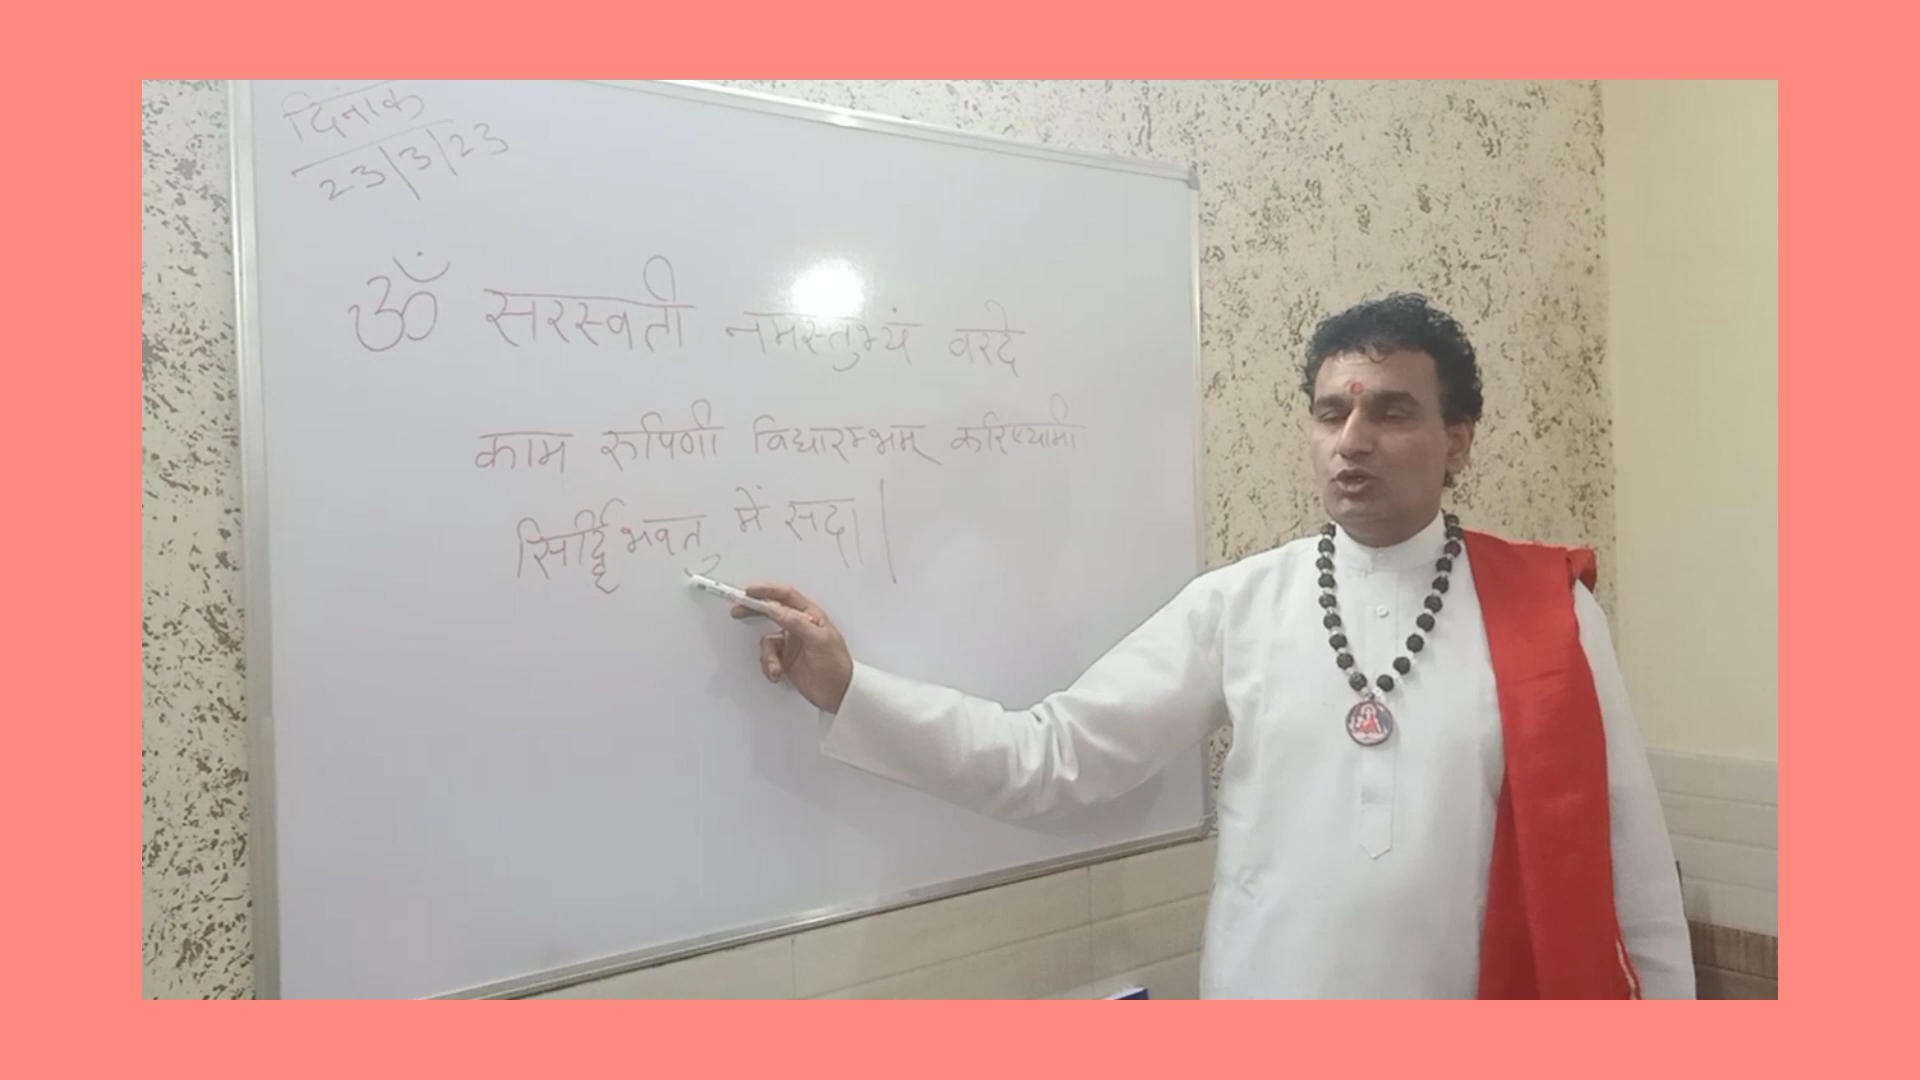 दिनाक
23/3/23
ॐ सरस्वती नमस्तुभ्यं वरदे
काम रुपिणी विद्यारम्भम् करिष्यामी
सिर्द्धिभवतु में सदा।